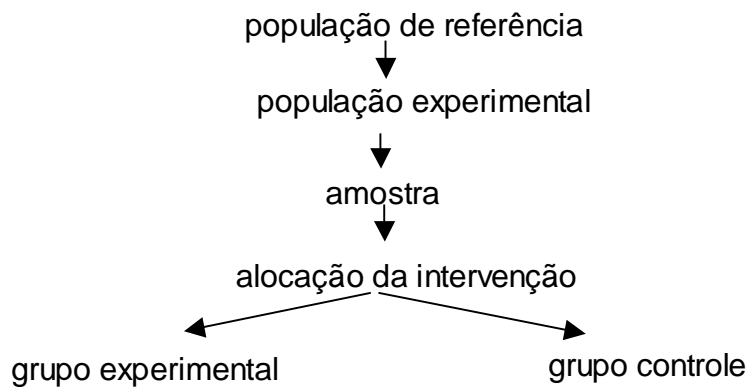 população de referência
população experimental
amostra
alocação da intervenção
grupo experimental
grupo controle